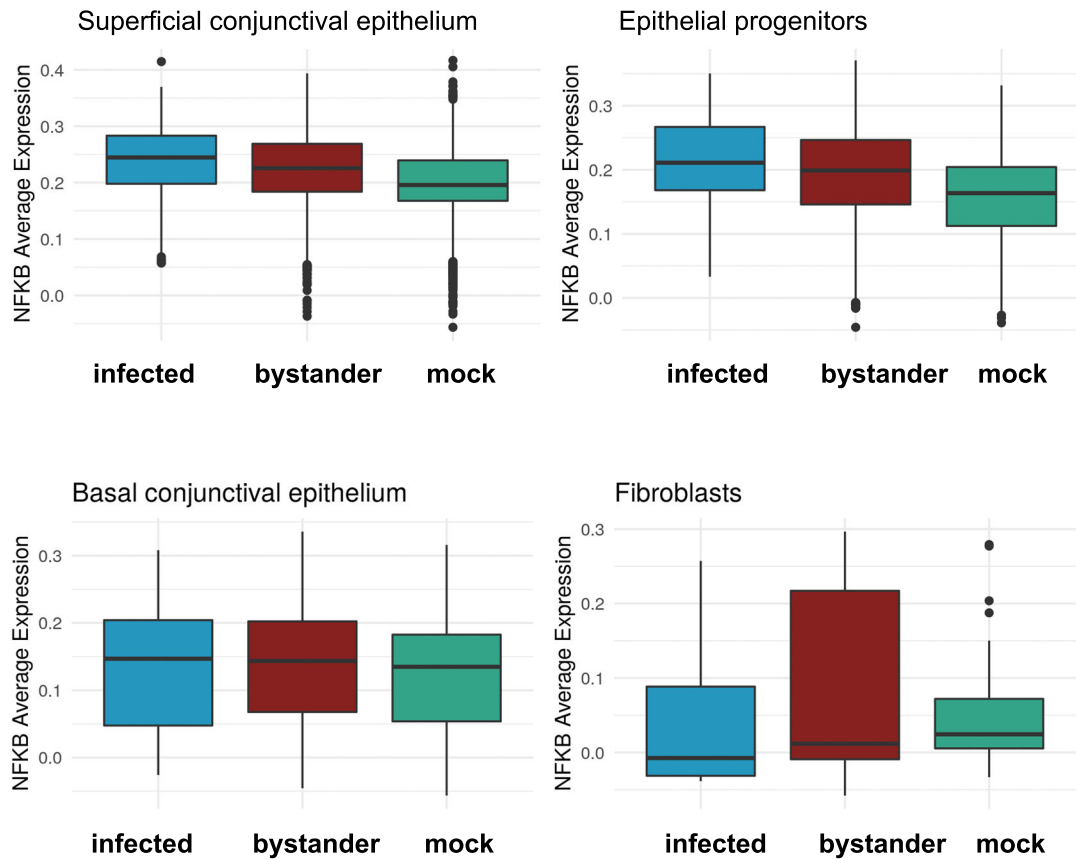 Superficial conjunctival epithelium
NFKB Average Expression
0.4
0.3
0.2
0.1
0.0
infected bystander mock
Epithelial progenitors
NFKB Average Expression
0.3
0.2
0.1
0.0
infected bystander mock
Basal conjunctival epithelium
NFKB Average Expression
0.3
0.2
0.1
0.0
infected bystander mock
Fibroblasts
NFKB Average Expression
0.3
0.2
0.1
0.0
infected bystander mock